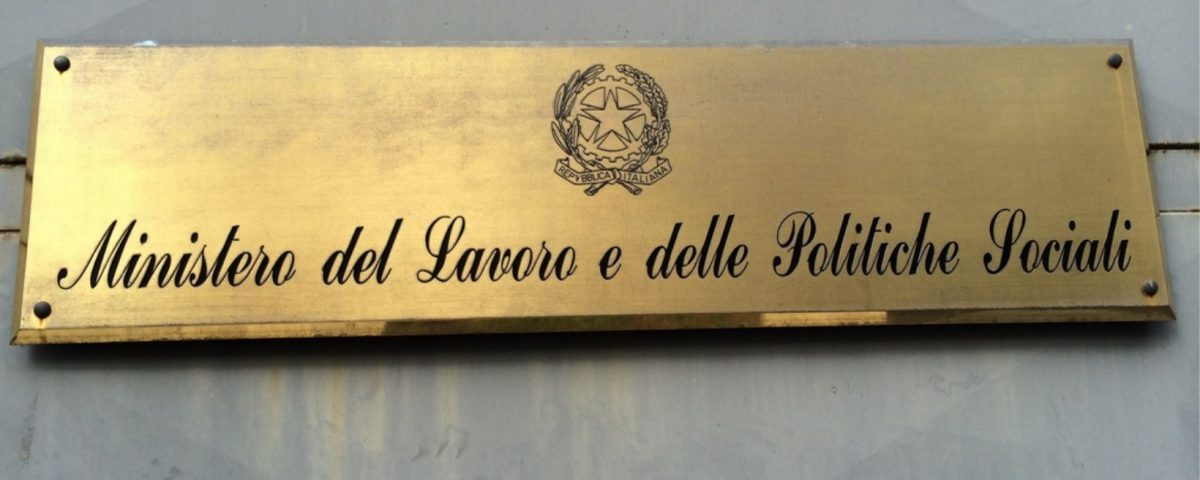 REPVBBLICA ITALIANA
Ministero del Lavoro e delle Politiche Sociali